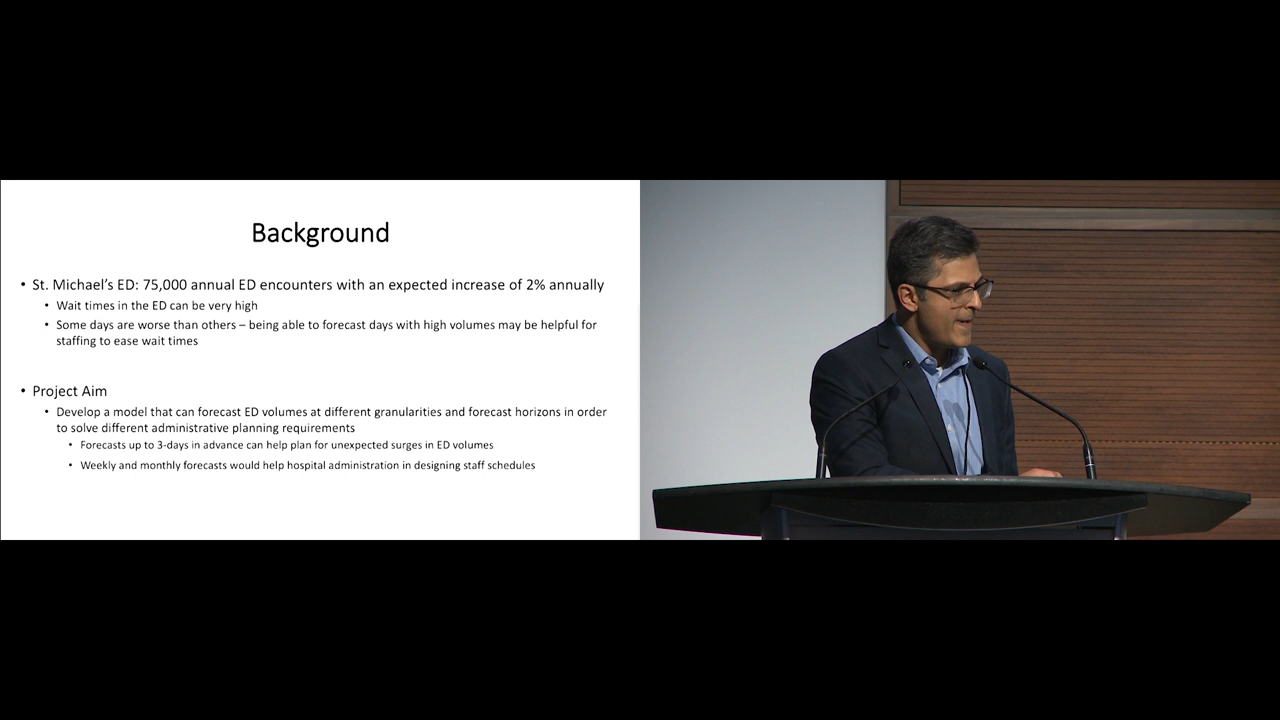 Background
• St. Michael’s ED: 75,000 annual ED encounters with an expected increase of 2% annually
• Wait times in the ED can be very high
• Some days are worse than others – being able to forecast days with high volumes may be helpful for
staffing to ease wait times
• Project Aim
• Develop a model that can forecast ED volumes at different granularities and forecast horizons in order
to solve different administrative planning requirements
• Forecasts up to 3-days in advance can help plan for unexpected surges in ED volumes
• Weekly and monthly forecasts would help hospital administration in designing staff schedules